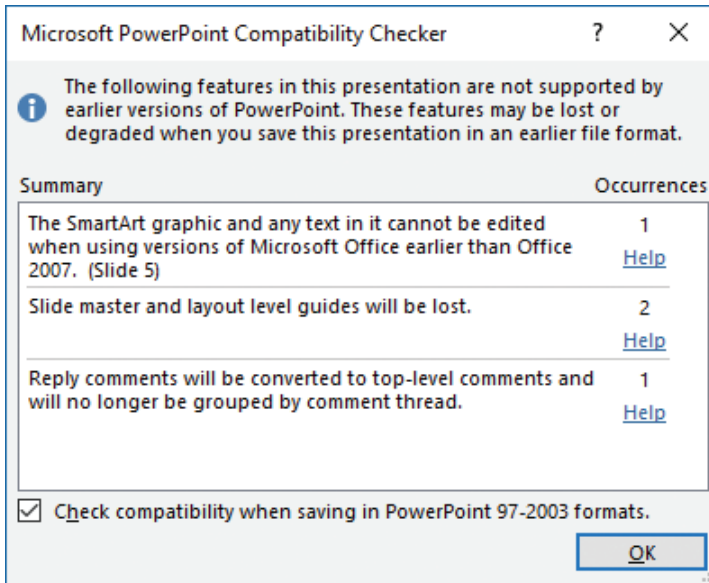 Microsoft PowerPoint Compatibility Checker ?
The following features in this presentation are not supported by
earlier versions of PowerPoint. These features may be lost or
degraded when you save this presentation in an earlier file format.
Summary Occurrences
The SmartArt graphic and any text in it cannot be edited 1
when using versions of Microsoft Office earlier than Office
2007. (Slide 5) Help
Slide master and layout level guides will be lost. 2
Help
Reply comments will be converted to top-level comments and 1
will no longer be grouped by comment thread. Help
Check compatibility when saving in PowerPoint 97-2003 formats.
OK